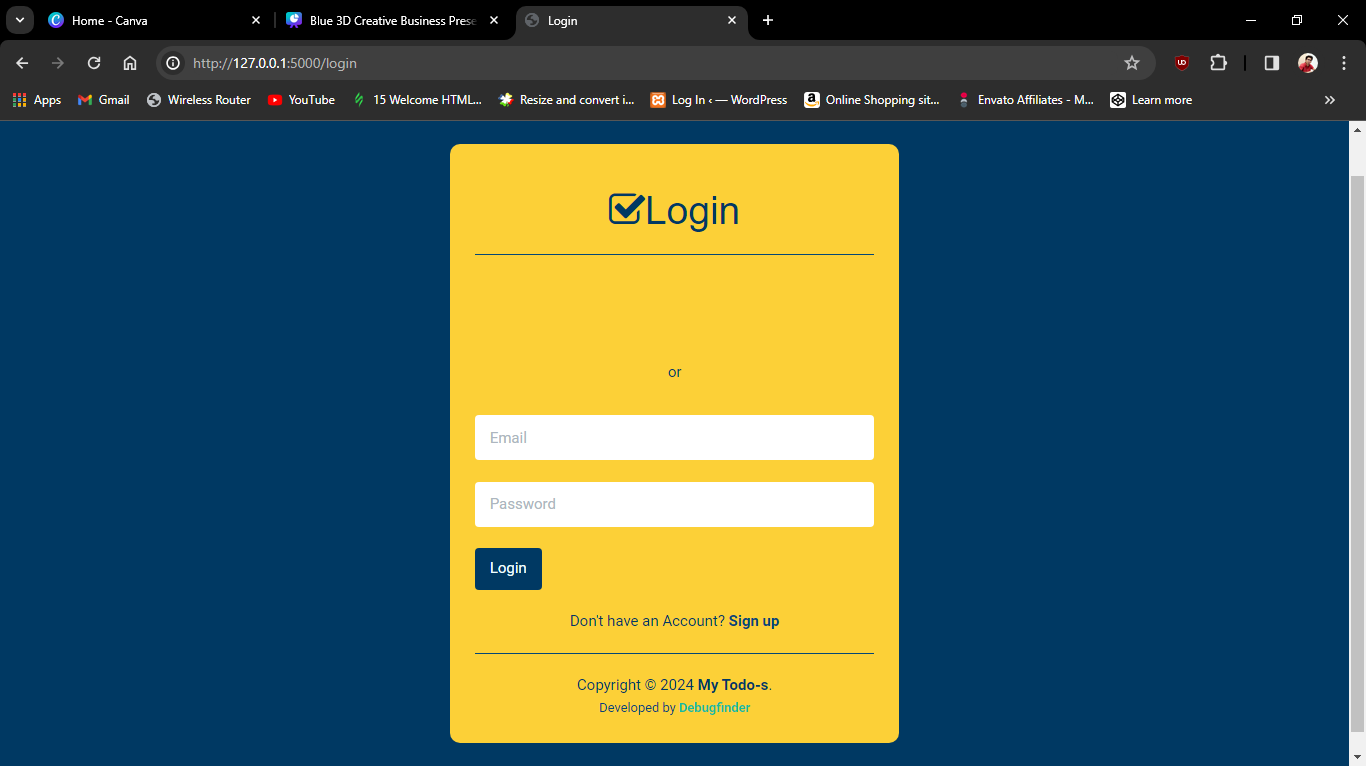 Home - Canva
Blue 3D Creative Business Prese
Login
http://127.0.0.1:5000/login
Apps
Gmail
Wireless Router
YouTube
15 Welcome HTML...
Resize and convert i...
Log In ‹ — WordPress
Online Shopping sit...
Envato Affiliates - M...
Learn more
Login
or
Email
Password
Login
Don't have an Account? Sign up
Copyright © 2024 My Todo-s.
Developed by Debugfinder